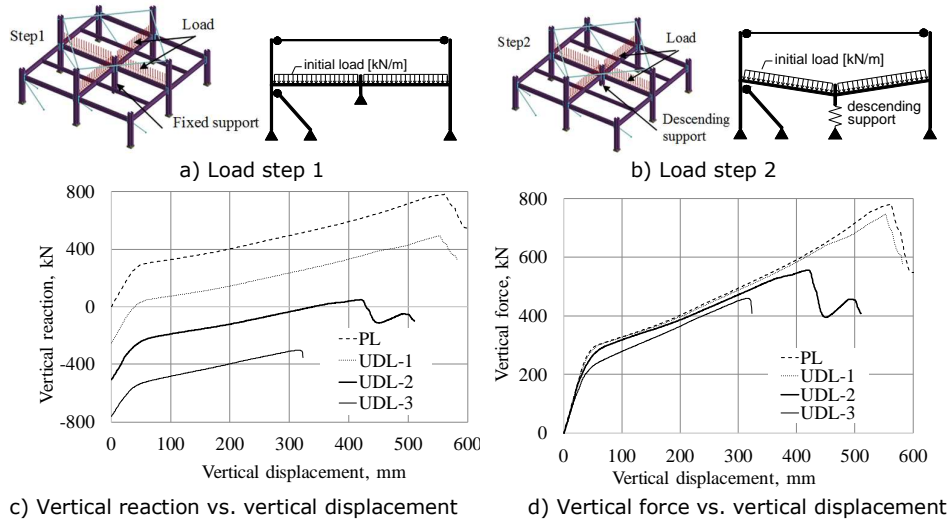 Step1
Load
Fixed support
initial load [kN/m]
Step2
Load
Descending
support
initial load [kN/m]
descending
support
a) Load step 1
b) Load step 2
Vertical reaction, kN
800
400
0
-400
-800
0 100 200 300 400 500 600
Vertical displacement, mm
PL
UDL-1
UDL-2
UDL-3
Vertical force, kN
800
600
400
200
0
0 100 200 300 400 500 600
Vertical displacement, mm
PL
UDL-1
UDL-2
UDL-3
c) Vertical reaction vs. vertical displacement
d) Vertical force vs. vertical displacement